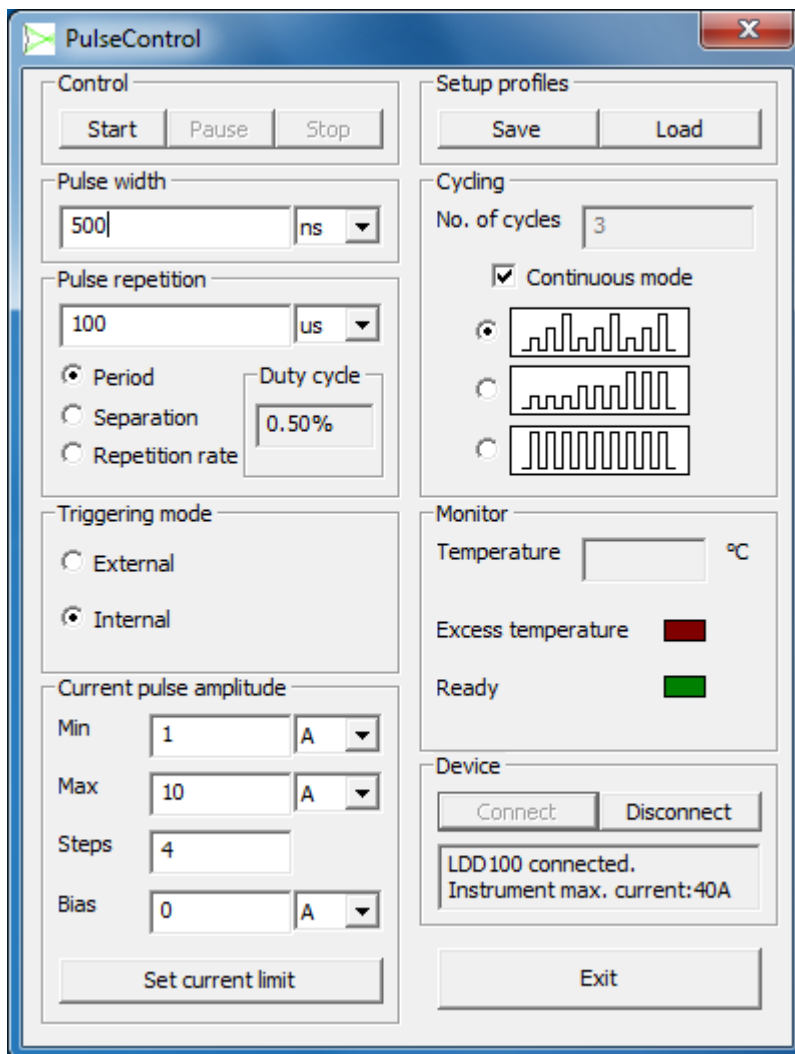 PulseControl
Control
Start Pause Stop
Pulse width
500 ns
Pulse repetition
100 us
Period
Separation
Repetition rate
Duty cycle
0.50%
Triggering mode
External
Internal
Current pulse amplitude
Min 1 A
Max 10 A
Steps 4
Bias 0 A
Set current limit
Setup profiles
Save Load
Cycling
No. of cycles 3
Continuous mode
Monitor
Temperature ºC
Excess temperature
Ready
Device
Connect Disconnect
LDD100 connected.
Instrument max. current:40A
Exit